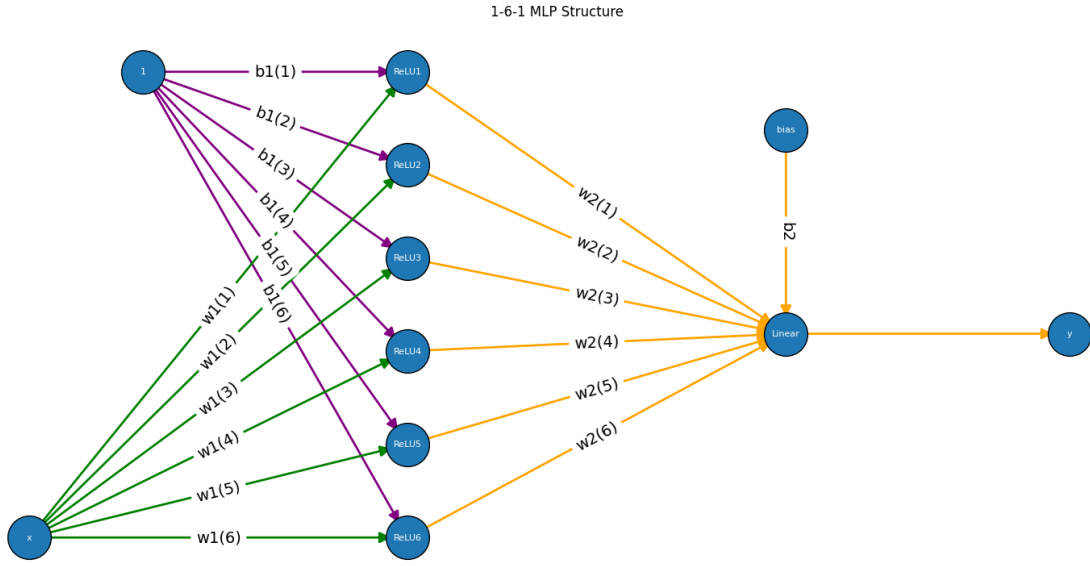 1-6-1 MLP Structure
1
b1(1)
ReLU1
b1(2)
bias
b1(3)
ReLU2
w2(1)
b1(4)
b2
b1(5)
w2(2)
ReLU3
b1(6)
w2(3)
w1(1)
Linear
y
w1(2)
ReLU4
w2(4)
w1(3)
w2(5)
w1(4)
ReLU5
w2(6)
w1(5)
x
w1(6)
ReLU6